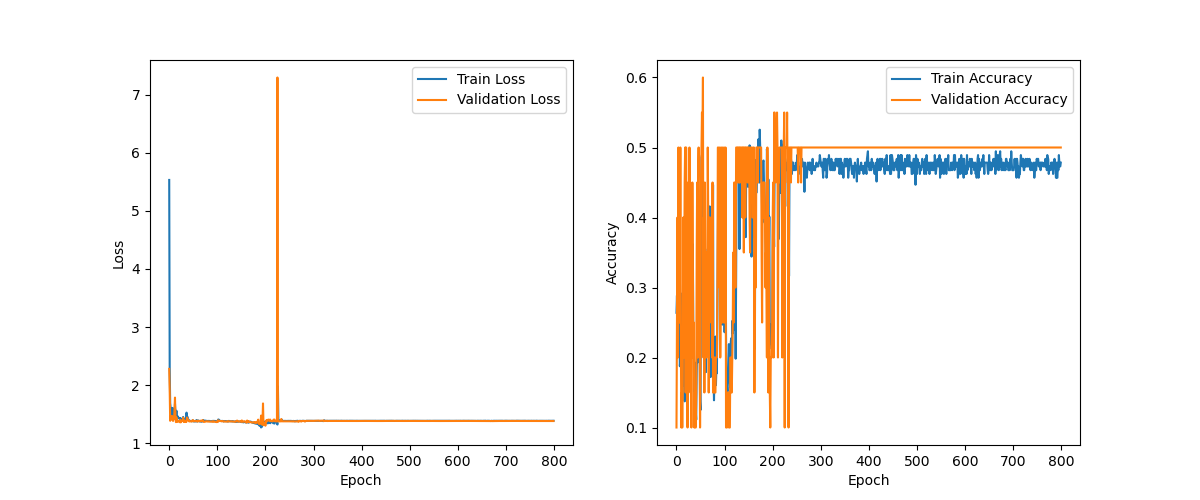 Train Loss
Validation Loss
7
6
5
4
3
2
1
0 100 200 300 400 500 600 700 800
Epoch
Loss
Train Accuracy
Validation Accuracy
0.6
0.5
0.4
0.3
0.2
0.1
0 100 200 300 400 500 600 700 800
Epoch
Accuracy